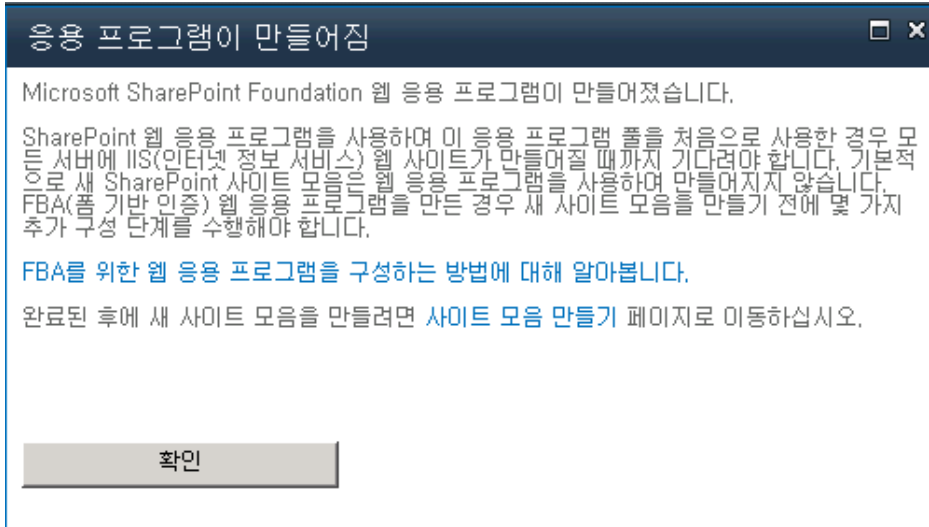 응용 프로그램이 만들어짐
Microsoft SharePoint Foundation 웹 응용 프로그램이 만들어졌습니다.
SharePoint 웹 응용 프로그램을 사용하여 이 응용 프로그램 풀을 처음으로 사용한 경우 모
든 서버에 IIS(인터넷 정보 서비스) 웹 사이트가 만들어질 때까지 기다려야 합니다. 기본적
으로 새 SharePoint 사이트 모음은 웹 응용 프로그램을 사용하여 만들어지지 않습니다.
FBA(폼 기반 인증) 웹 응용 프로그램을 만든 경우 새 사이트 모음을 만들기 전에 몇 가지
추가 구성 단계를 수행해야 합니다.
FBA를 위한 웹 응용 프로그램을 구성하는 방법에 대해 알아봅니다.
완료된 후에 새 사이트 모음을 만들려면 사이트 모음 만들기 페이지로 이동하십시오.
확인